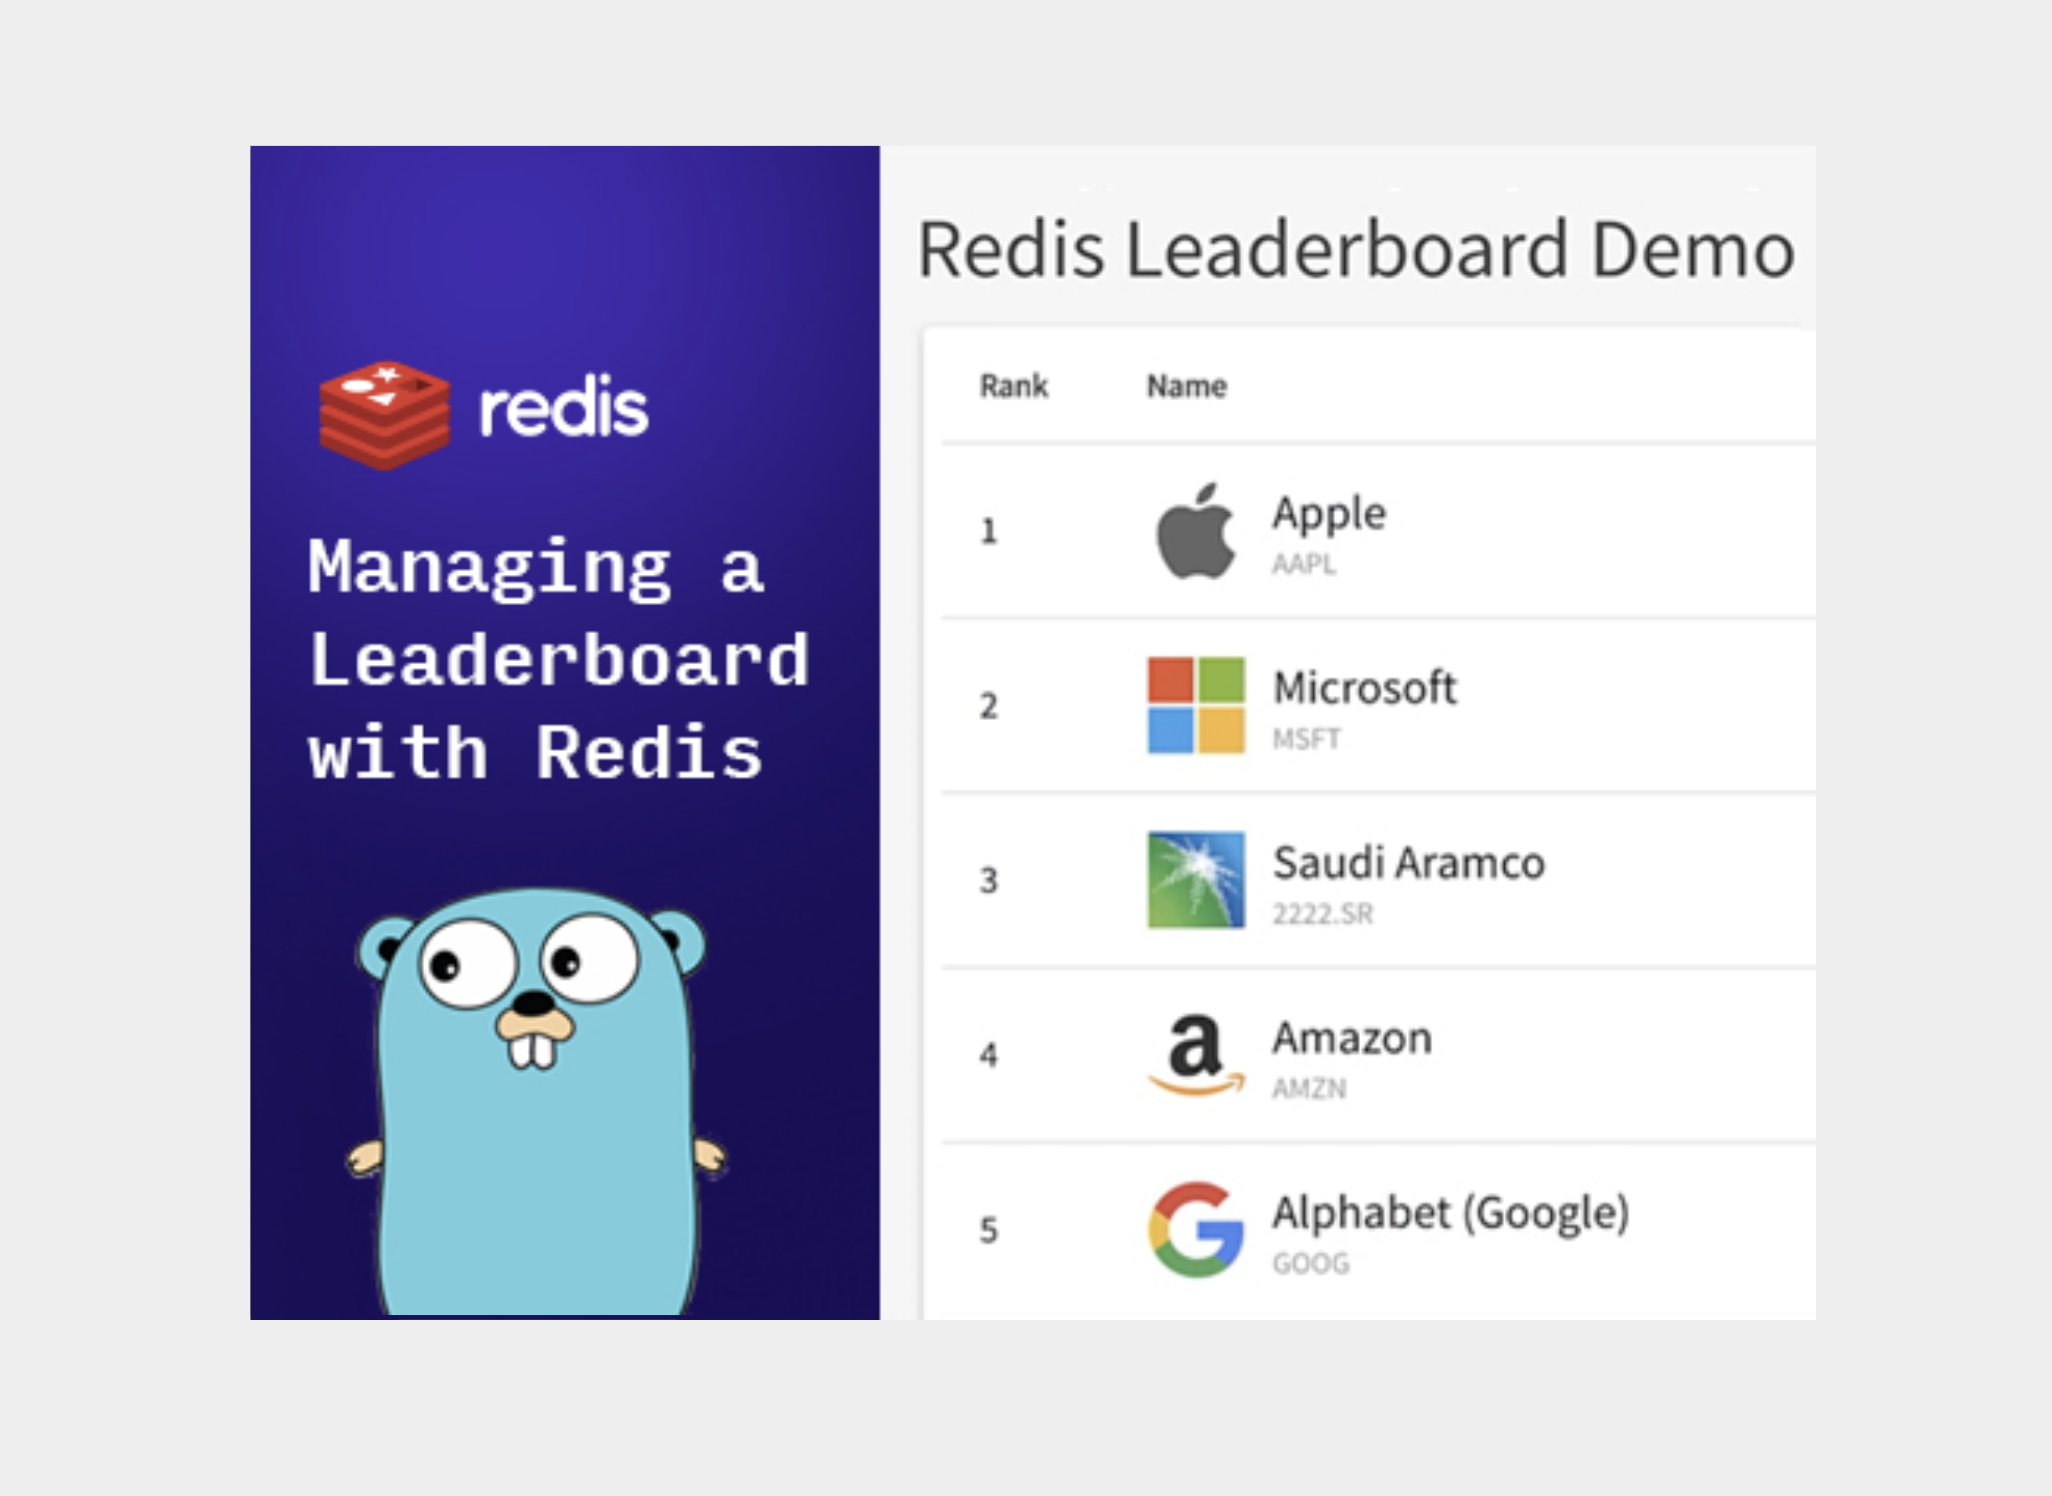 redis
Managing a
Leaderboard
with Redis
Redis Leaderboard Demo
Rank Name
1 Apple
AAPL
2 Microsoft
MSFT
3 Saudi Aramco
2222.SR
4 Amazon
AMZN
5 Alphabet (Google)
GOOG